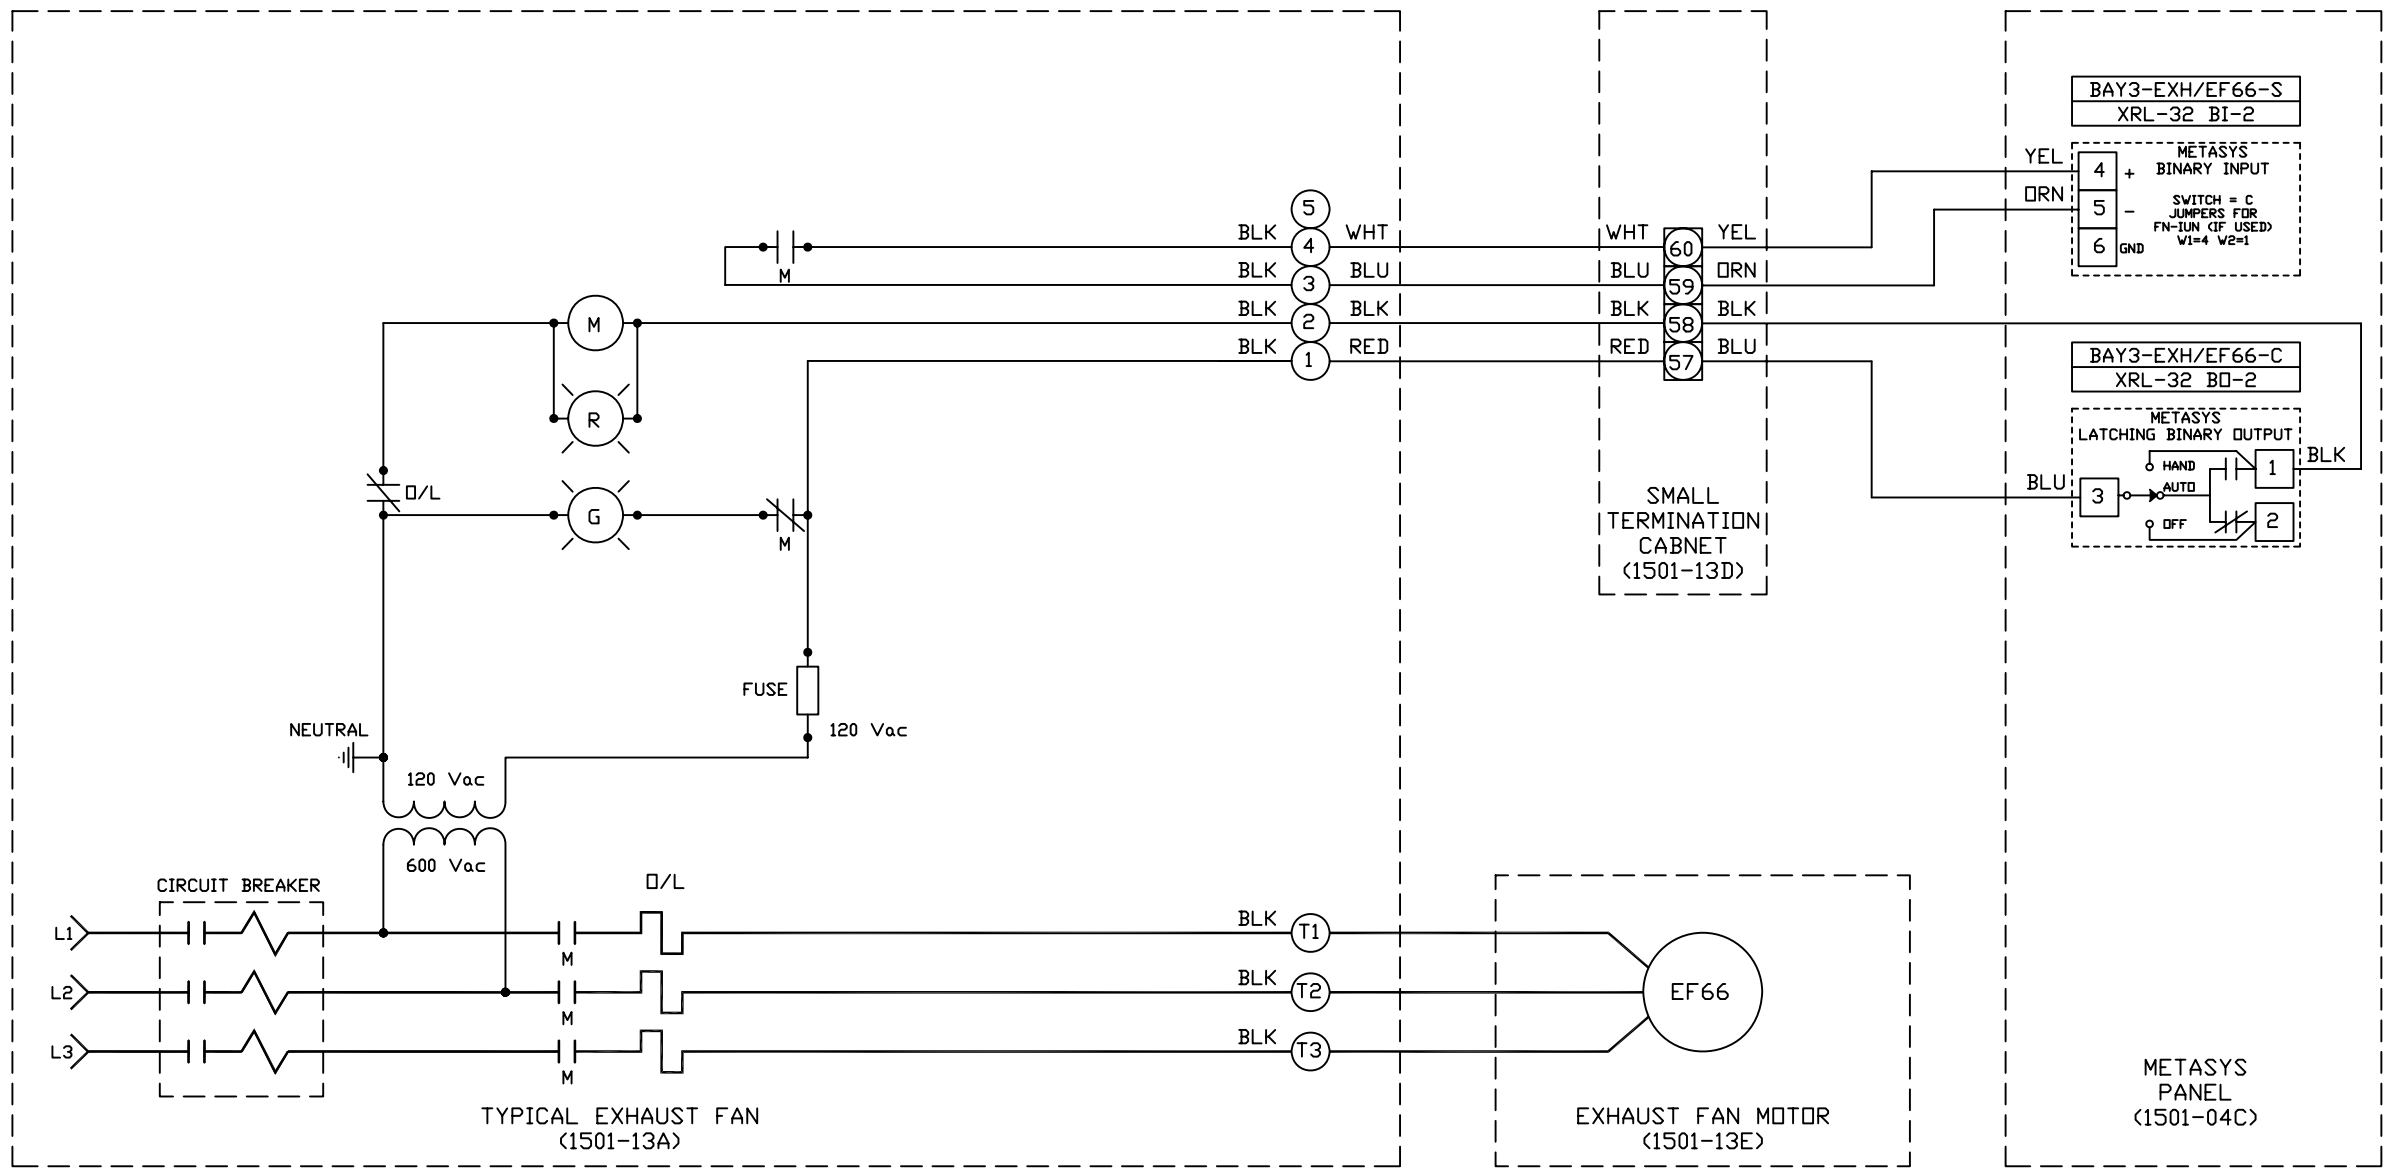 BAY3-EXH/EF66-S
XRL-32 BI-2
METASYS
BINARY INPUT
SWITCH = C
JUMPERS FOR
FN-IUN (IF USED)
W1=4 W2=1
YEL 4 +
ORN 5 -
6 GND
5
BLK 4 WHT
WHT 60 YEL
M
BLK 3 BLU
BLU 59 ORN
M
BLK 2 BLK
BLK 58 BLK
BLK 1 RED
RED 57 BLU
BAY3-EXH/EF66-C
XRL-32 BO-2
METASYS
LATCHING BINARY OUTPUT
HAND
1 BLK
BLU 3
AUTO
OFF
2
R
O/L
G
M
SMALL
TERMINATION
CABNET
(1501-13D)
FUSE
NEUTRAL
120 Vac
120 Vac
600 Vac
CIRCUIT BREAKER
O/L
L1
M
BLK T1
L2
M
BLK T2
EF66
L3
M
BLK T3
TYPICAL EXHAUST FAN
(1501-13A)
EXHAUST FAN MOTOR
(1501-13E)
METASYS
PANEL
(1501-04C)